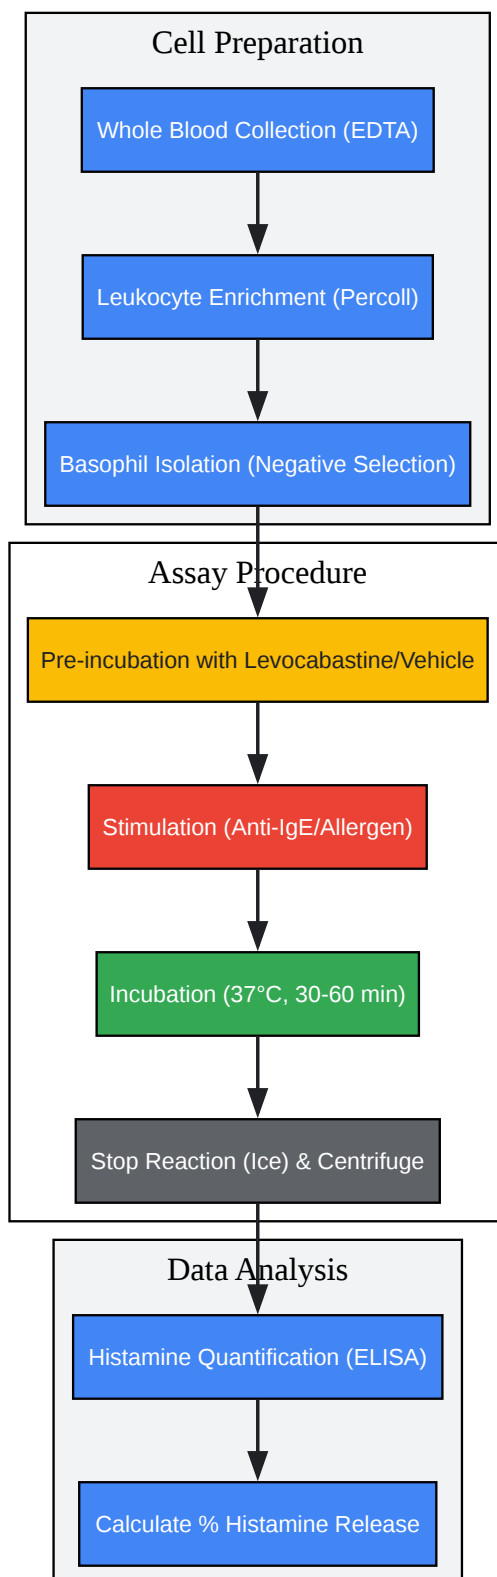 Cell Preparation
Whole Blood Collection (EDTA)
Leukocyte Enrichment (Percoll)
Basophil Isolation (Negative Selection)
Assay Procedure
Pre-incubation with Levocabastine/Vehicle
Stimulation (Anti-IgE/Allergen)
Incubation (37°C, 30-60 min)
Stop Reaction (Ice) & Centrifuge
Data Analysis
Histamine Quantification (ELISA)
Calculate % Histamine Release